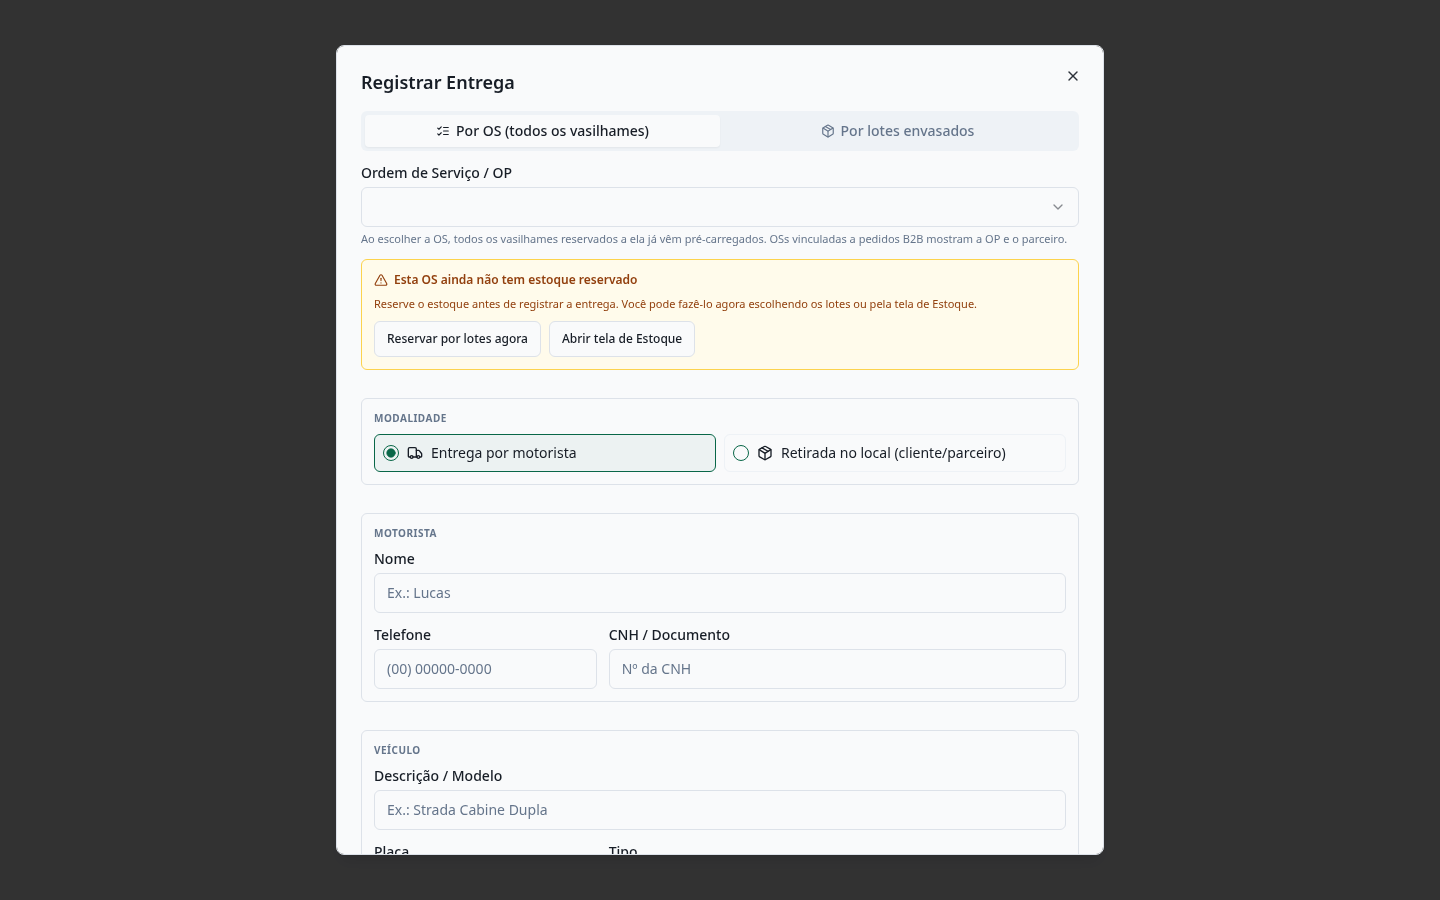 Registrar Entrega
Por OS (todos os vasilhames)
Por lotes envasados
Ordem de Serviço / OP
Ao escolher a OS, todos os vasilhames reservados a ela já vêm pré-carregados. OSs vinculadas a pedidos B2B mostram a OP e o parceiro.
Esta OS ainda não tem estoque reservado
Reserve o estoque antes de registrar a entrega. Você pode fazê-lo agora escolhendo os lotes ou pela tela de Estoque.
Reservar por lotes agora
Abrir tela de Estoque
MODALIDADE
Entrega por motorista
Retirada no local (cliente/parceiro)
MOTORISTA
Nome
Ex.: Lucas
Telefone
CNH / Documento
(00) 00000-0000
Nº da CNH
VEÍCULO
Descrição / Modelo
Ex.: Strada Cabine Dupla
Placa
Tipo